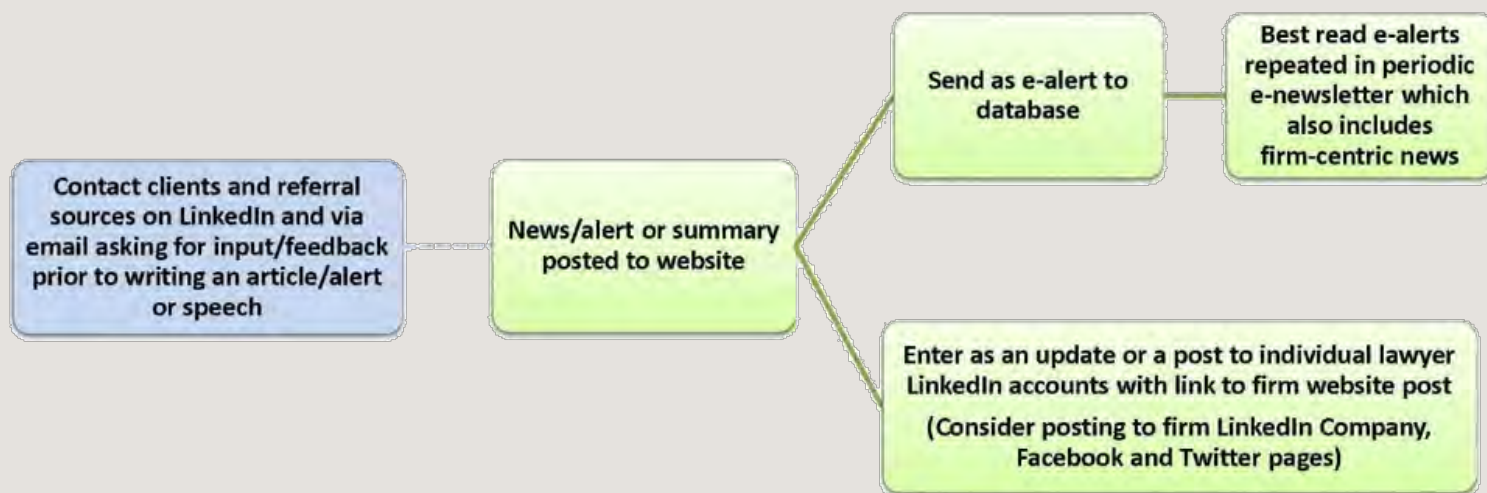 Contact clients and referral
sources on LinkedIn and via
email asking for input/feedback
prior to writing an article/alert
or speech
News/alert or summary
posted to website
Send as e-alert to
database
Best read e-alerts
repeated in periodic
e-newsletter which
also includes
firm-centric news
Enter as an update or a post to individual lawyer
LinkedIn accounts with link to firm website post
(Consider posting to firm LinkedIn Company,
Facebook and Twitter pages)